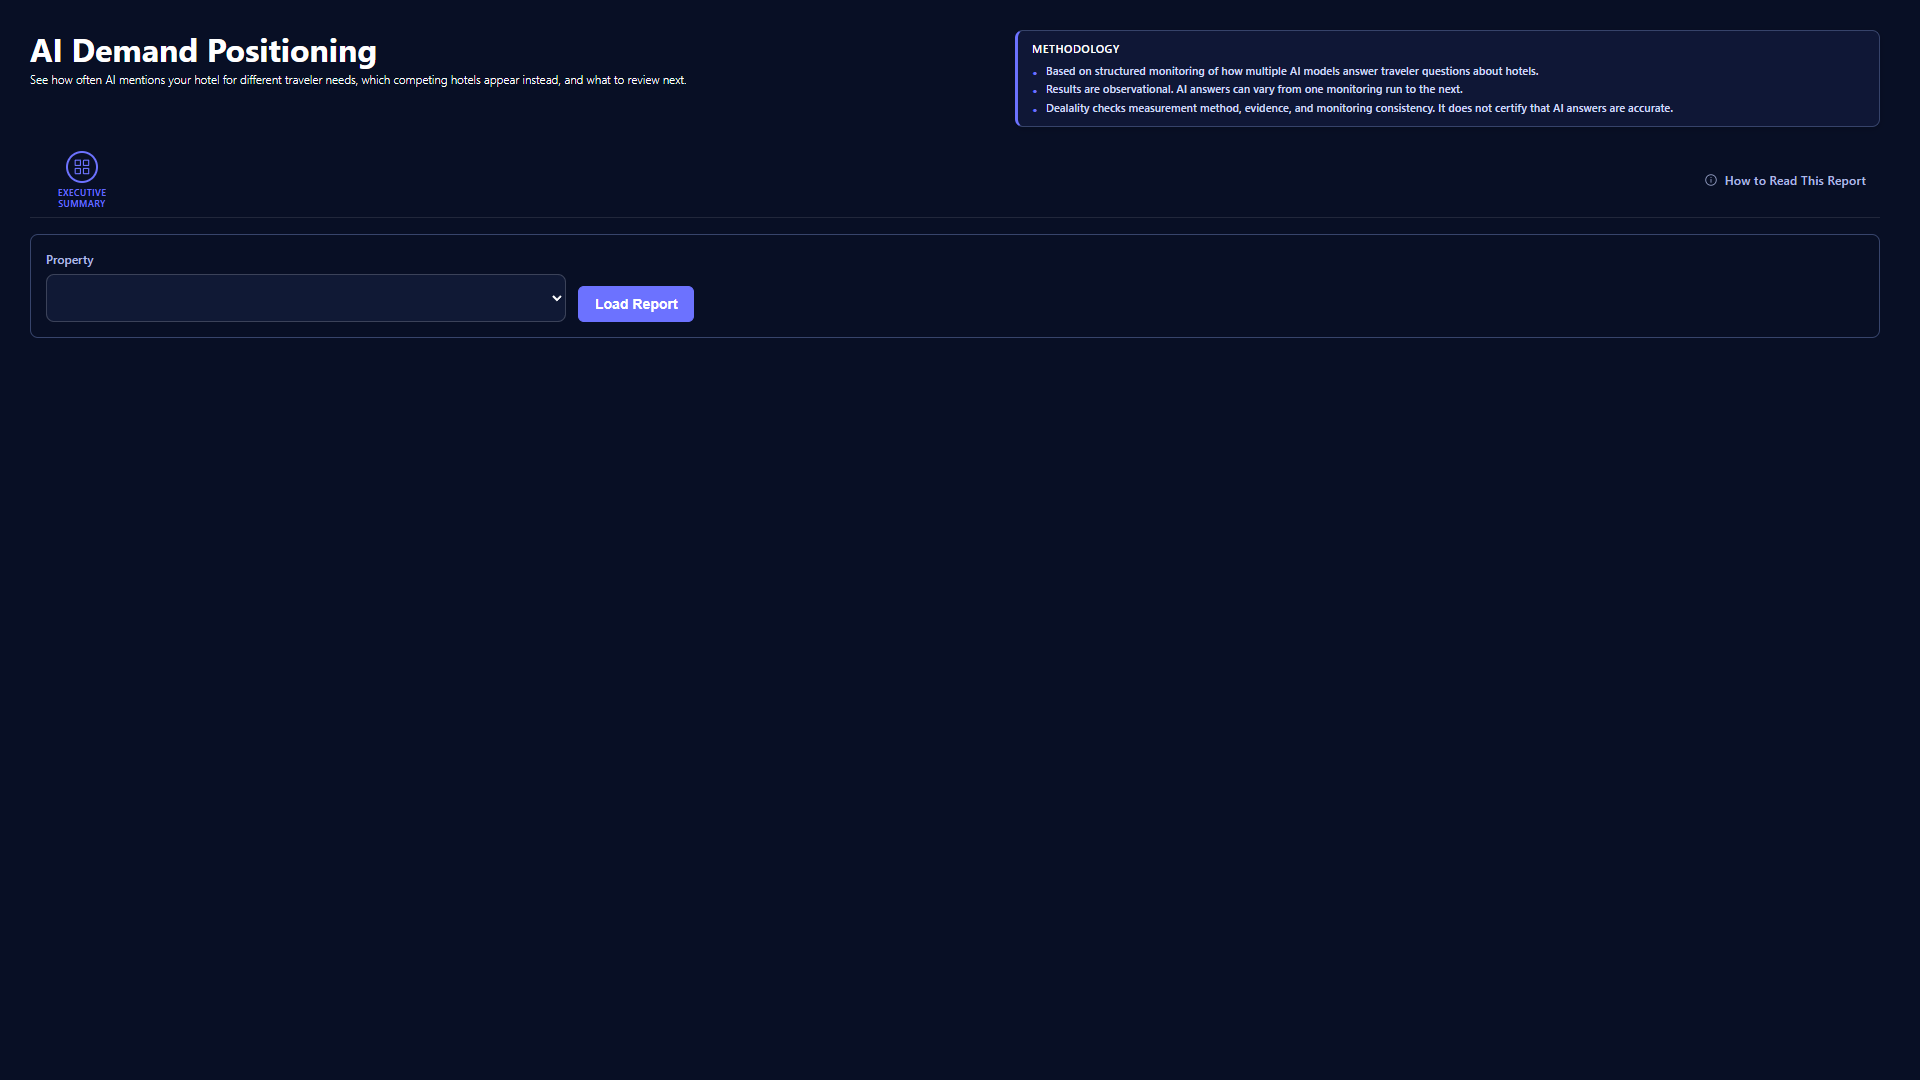 AI Demand Positioning
See how often AI mentions your hotel for different traveler needs, which competing hotels appear instead, and what to review next.
METHODOLOGY
• Based on structured monitoring of how multiple AI models answer traveler questions about hotels.
• Results are observational. AI answers can vary from one monitoring run to the next.
• Dealality checks measurement method, evidence, and monitoring consistency. It does not certify that AI answers are accurate.
EXECUTIVE
SUMMARY
How to Read This Report
Property
Load Report